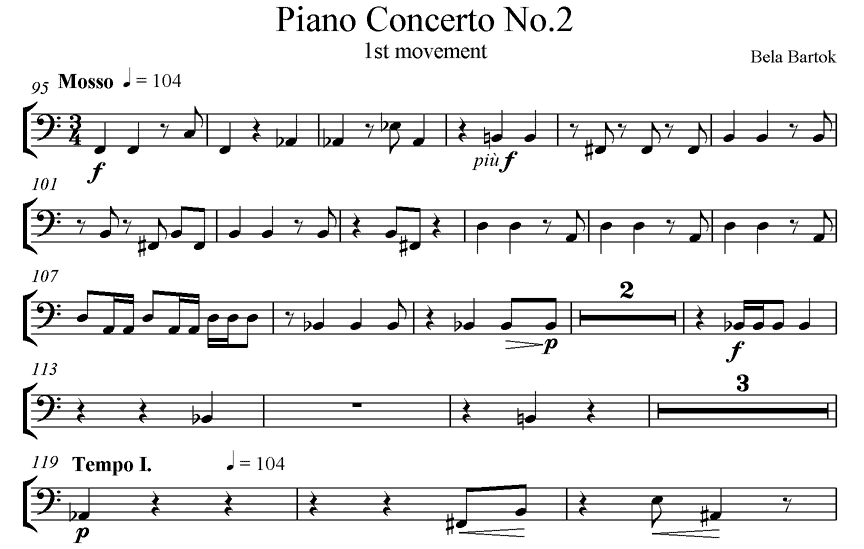 Piano Concerto No.2
1st movement
Bela Bartok
95 Mosso ♩ = 104
3
4
f
più f
101
107
2
p
f
113
3
119 Tempo I. ♩ = 104
p